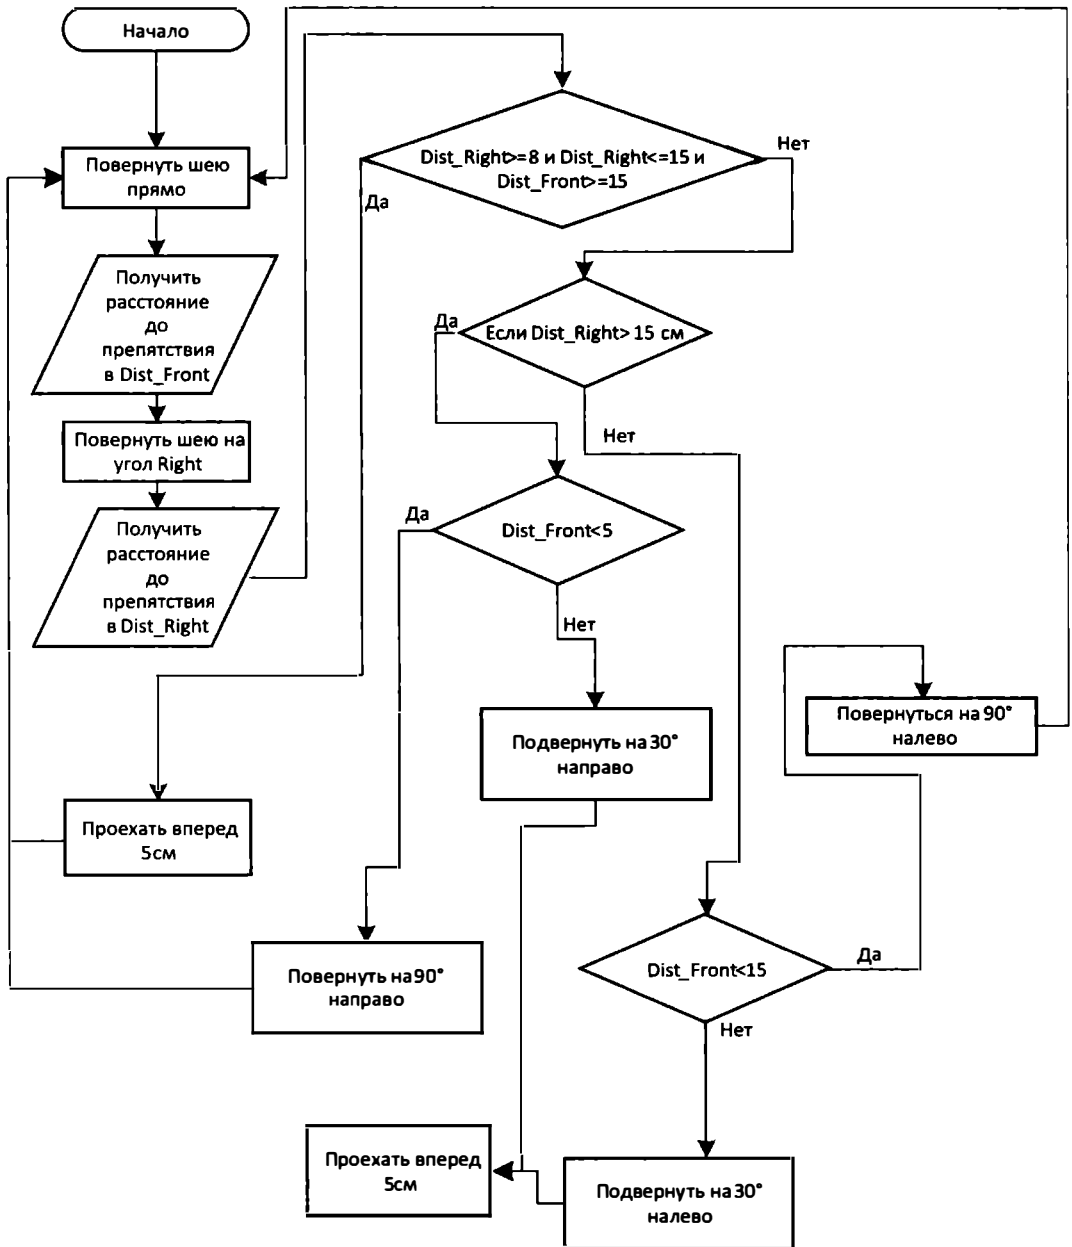 Начало
Повернуть шею
прямо
Получить
расстояние
до
препятствия
в Dist_Front
Повернуть шею на
угол Right
Получить
расстояние
до
препятствия
в Dist_Right
Dist_Right>=8 и Dist_Right<=15 и
Dist_Front>=15
Да
Нет
Если Dist_Right> 15 см
Да
Нет
Dist_Front<5
Да
Нет
Подвернуть на 30°
направо
Повернуться на 90°
налево
Проехать вперед
5см
Повернуть на 90°
направо
Dist_Front<15
Да
Нет
Проехать вперед
5см
Подвернуть на 30°
налево